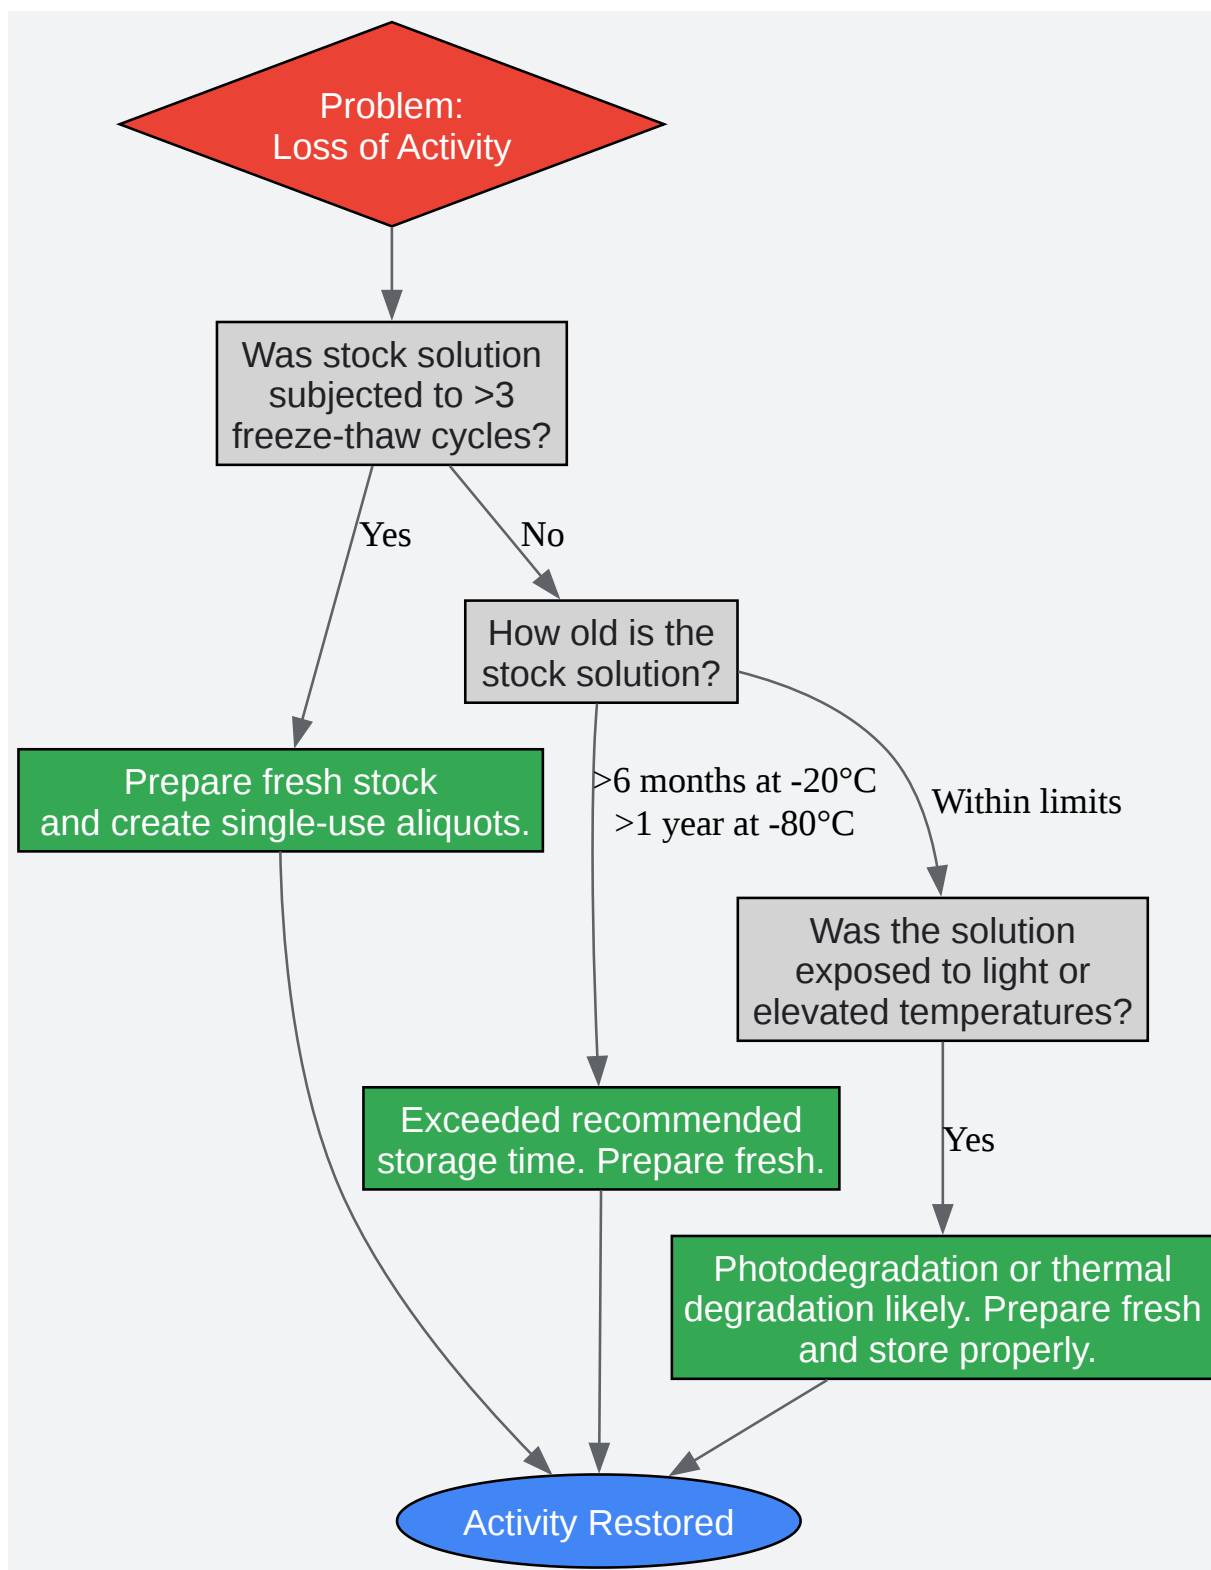 Problem:
Loss of Activity
Was stock solution
subjected to >3
freeze-thaw cycles?
Yes
No
How old is the
stock solution?
Prepare fresh stock
and create single-use aliquots.
>6 months at -20°C
>1 year at -80°C
Within limits
Was the solution
exposed to light or
elevated temperatures?
Exceeded recommended
storage time. Prepare fresh.
Yes
Photodegradation or thermal
degradation likely. Prepare fresh
and store properly.
Activity Restored